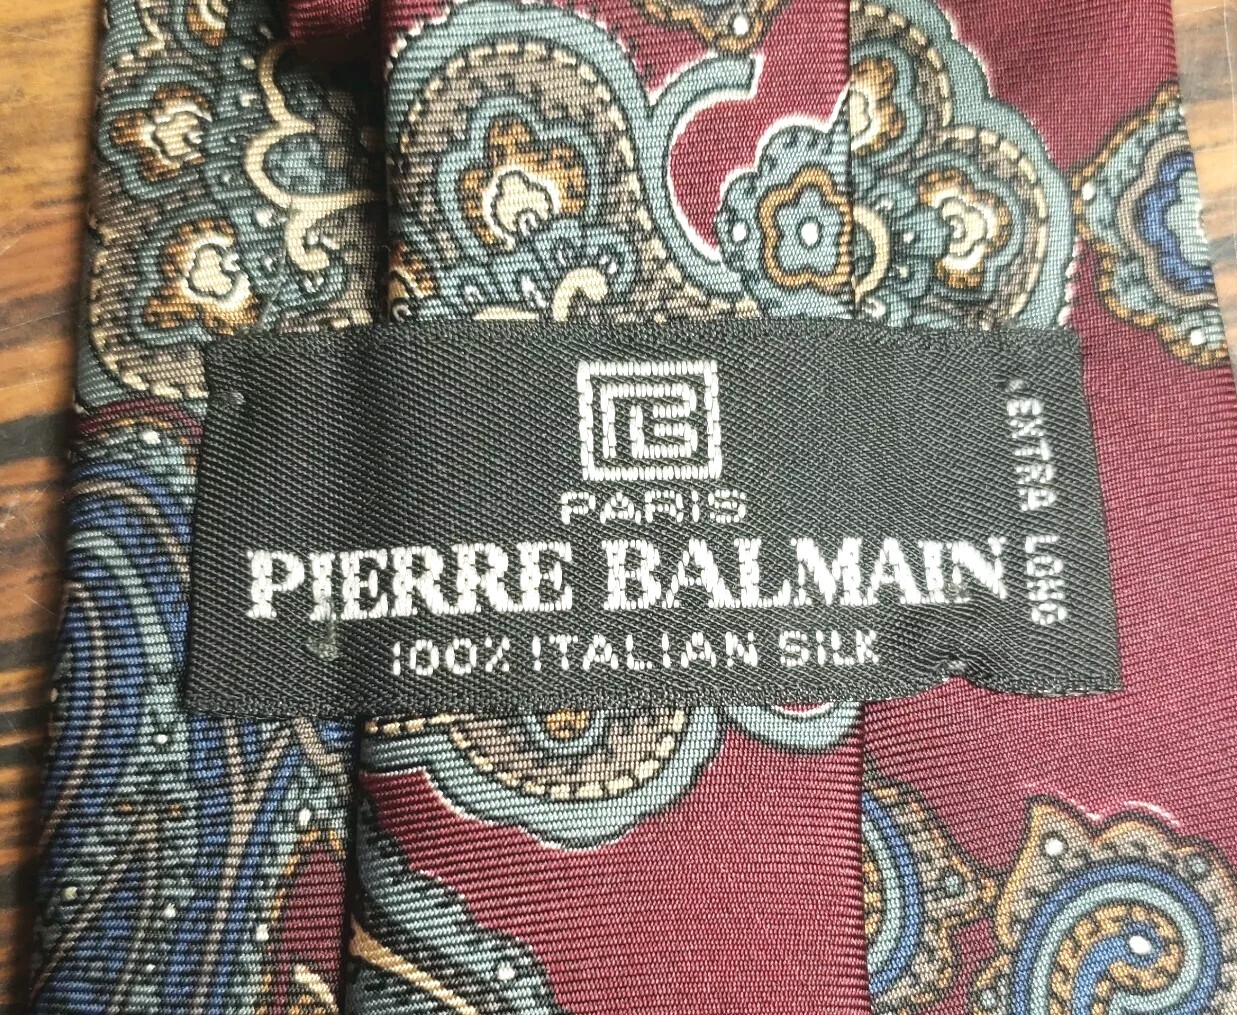 PB
PARIS
PIERRE BALMAIN
100% ITALIAN SILK
EXTRA LONG